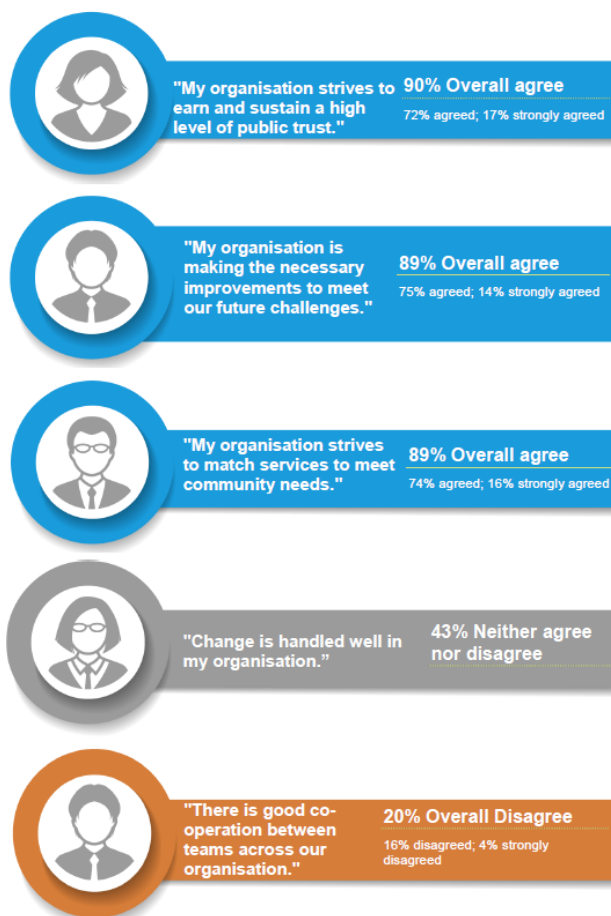 "My organisation strives to
earn and sustain a high
level of public trust."
90% Overall agree
72% agreed; 17% strongly agreed
"My organisation is
making the necessary
improvements to meet
our future challenges."
89% Overall agree
75% agreed; 14% strongly agreed
"My organisation strives
to match services to meet
community needs."
89% Overall agree
74% agreed; 16% strongly agreed
"Change is handled well in
my organisation.”
43% Neither agree
nor disagree
"There is good co-
operation between
teams across our
organisation."
20% Overall Disagree
16% disagreed; 4% strongly
disagreed